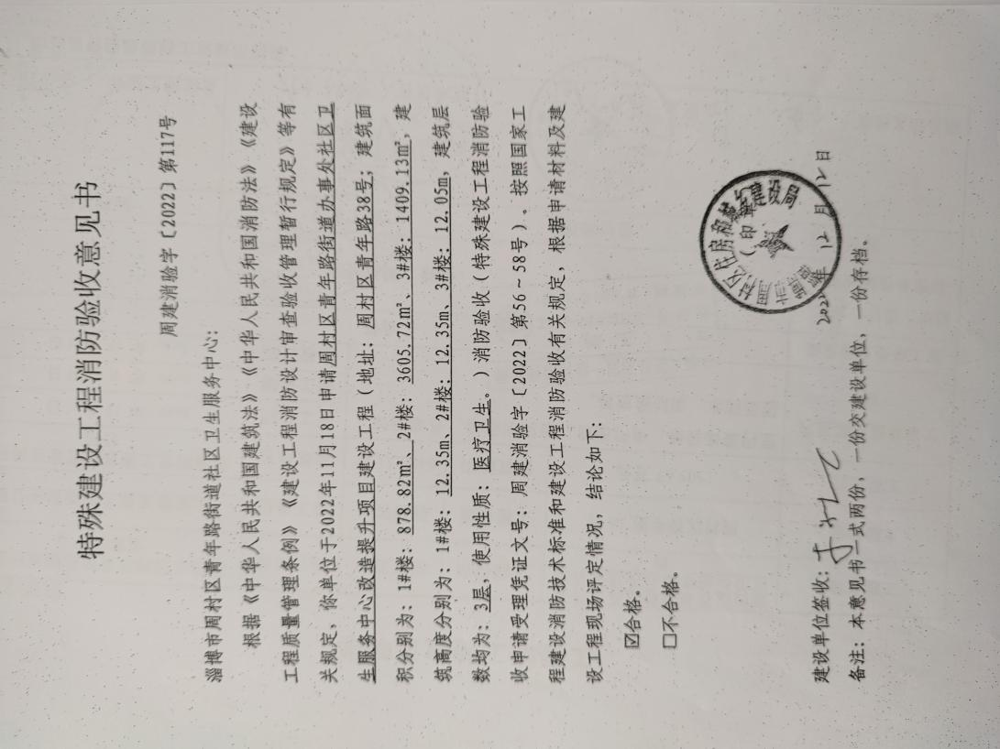 特殊建设工程消防验收意见书
周建消验字〔2022〕第117号
淄博市周村区青年路街道社区卫生服务中心:
根据《中华人民共和国建筑法》《中华人民共和国消防法》《建设
工程质量管理条例》《建设工程消防设计审查验收管理暂行规定》等有
关规定，你单位于2022年11月18日申请周村区青年路街道办事处社区卫
生服务中心改造提升项目建设工程（地址：周村区青年路38号；建筑面
积分别为：1#楼：878.82m²、2#楼：3605.72m²、3#楼：1409.13m²，建
筑高度分别为：1#楼：12.35m、2#楼：12.35m、3#楼：12.05m，建筑层
数均为：3层，使用性质：医疗卫生。）消防验收（特殊建设工程消防验
收申请受理凭证文号：周建消验字〔2022〕第56~58号）。按照国家工
程建设消防技术标准和建设工程消防验收有关规定，根据申请材料及建
设工程现场评定情况，结论如下:
☑合格。
□不合格。
村区住房和城乡建设局
（印章）
2022年 12 月 12 日
建设单位签收:
备注：本意见书一式两份，一份交建设单位，一份存档。